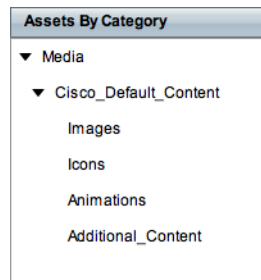 Assets By Category
Media
Cisco_Default_Content
Images
Icons
Animations
Additional_Content